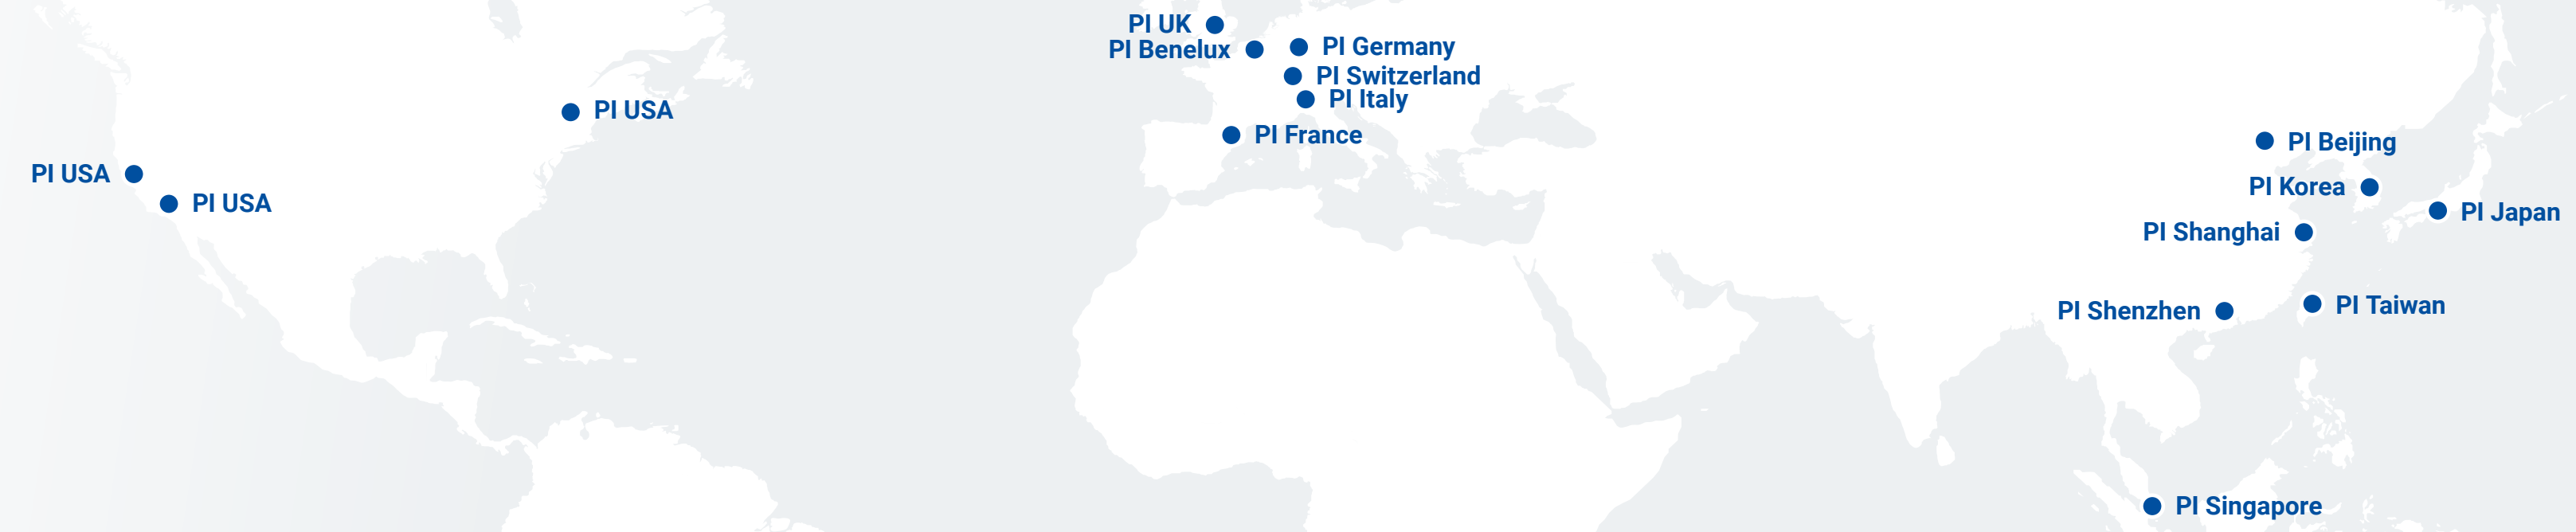 PI UK
PI Benelux
PI Germany
PI Switzerland
PI Italy
PI USA
PI France
PI Beijing
PI USA
PI Korea
PI USA
PI Japan
PI Shanghai
PI Taiwan
PI Shenzhen
PI Singapore